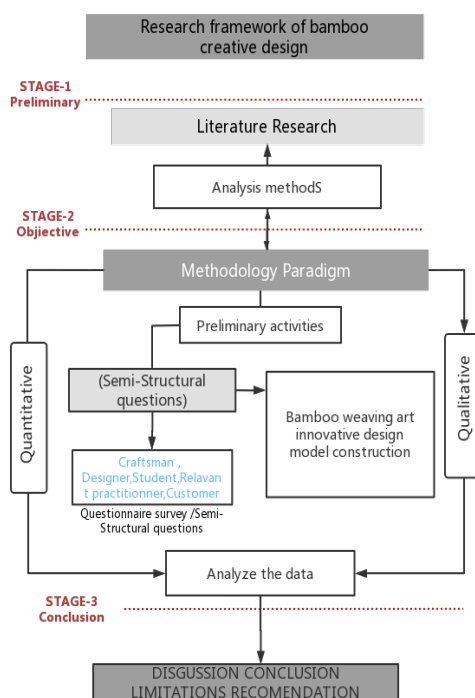 Research framework of bamboo
creative design
STAGE-1
Preliminary
Literature Research
Analysis methodS
STAGE-2
Objective
Methodology Paradigm
Preliminary activities
Quantitative
Qualitative
(Semi-Structural
questions)
Bamboo weaving art
innovative design
model construction
Craftsman ,
Designer,Student,Relavan
t practitionner,Customer
Questionnaire survey /Semi-
Structural questions
Analyze the data
STAGE-3
Conclusion
DISGUSSION CONCLUSION
LIMITATIONS RECOMENDATION